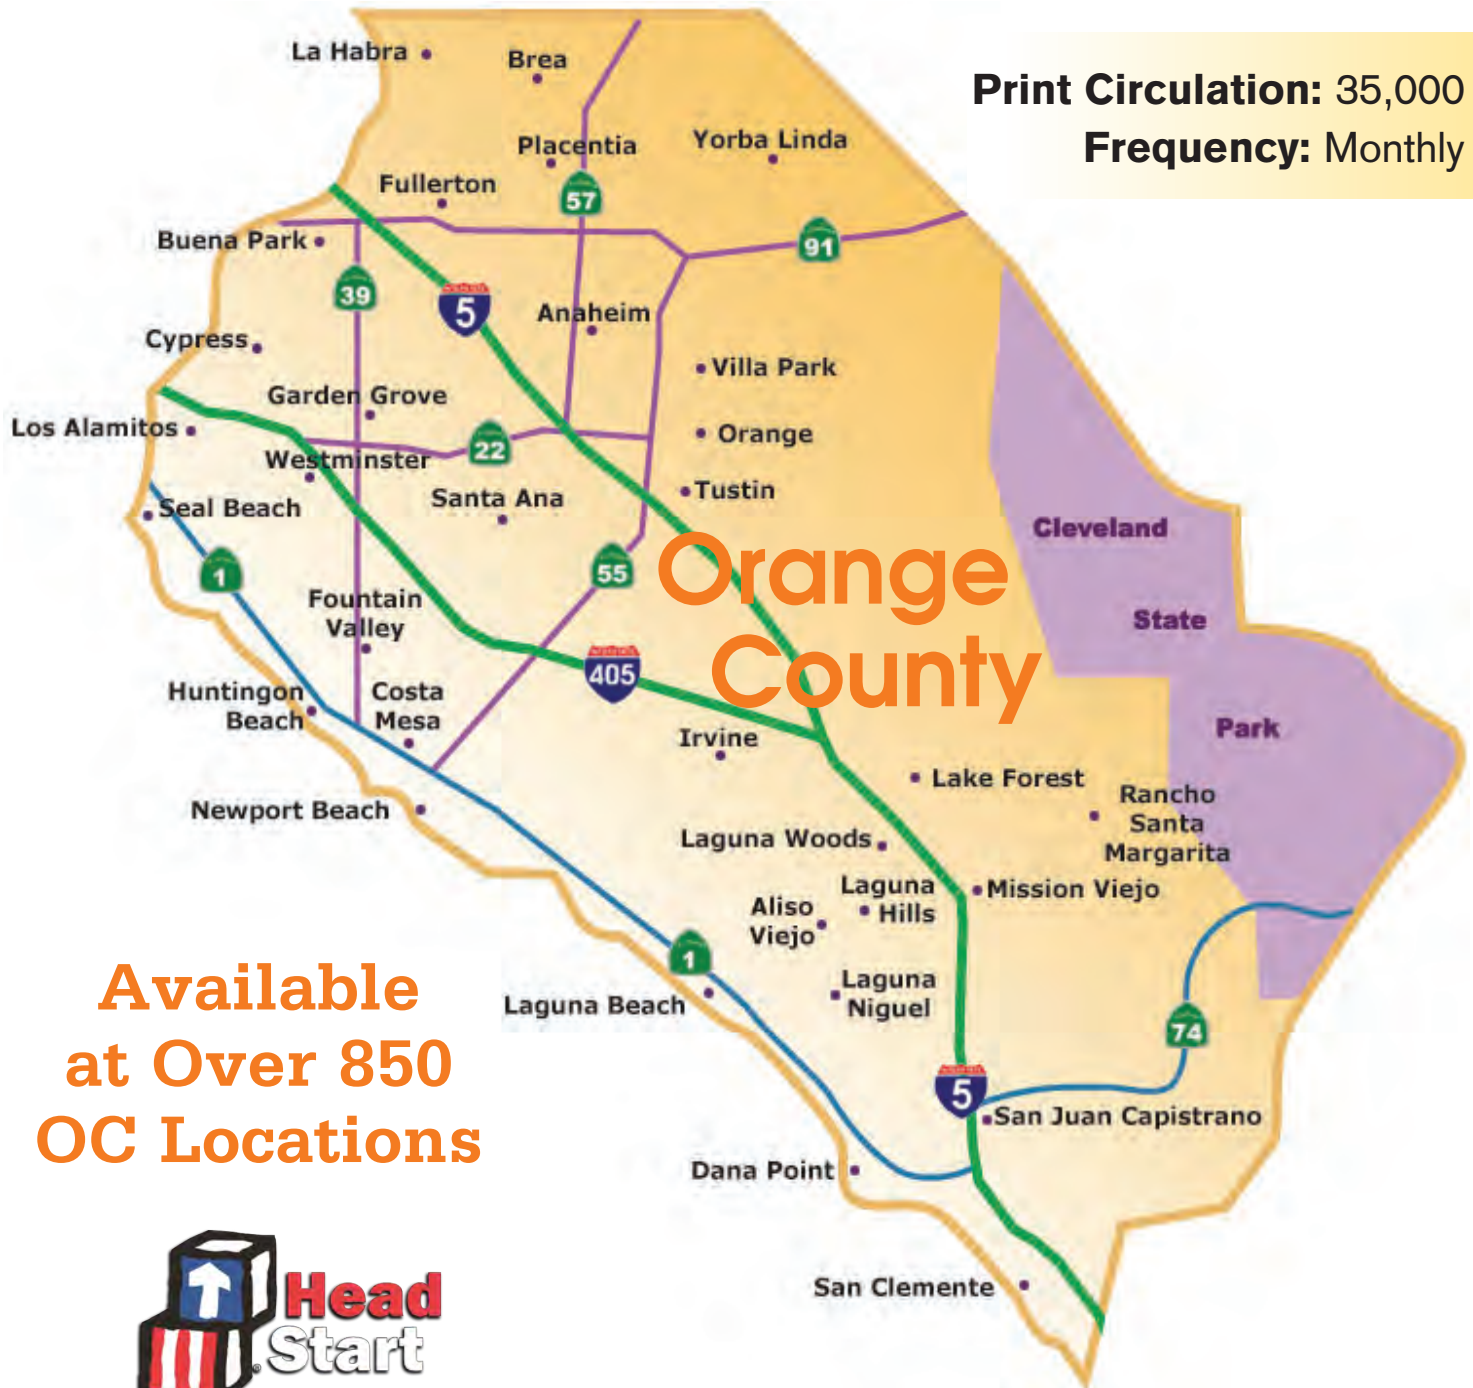 La Habra
Brea
Print Circulation: 35,000
Frequency: Monthly
Placentia
Yorba Linda
Fullerton
57
Buena Park
91
39
5
Anaheim
Cypress
Villa Park
Garden Grove
Los Alamitos
Orange
22
Westminster
Santa Ana
Tustin
Seal Beach
Cleveland
1
55
Orange
County
Fountain
Valley
State
405
Huntingon
Beach
Costa
Mesa
Park
Irvine
Lake Forest
Rancho
Santa
Margarita
Newport Beach
Laguna Woods
Laguna
Hills
Mission Viejo
Aliso
Viejo
1
Laguna Beach
Laguna
Niguel
74
Available
at Over 850
OC Locations
5
San Juan Capistrano
Dana Point
San Clemente
Head
Start
®